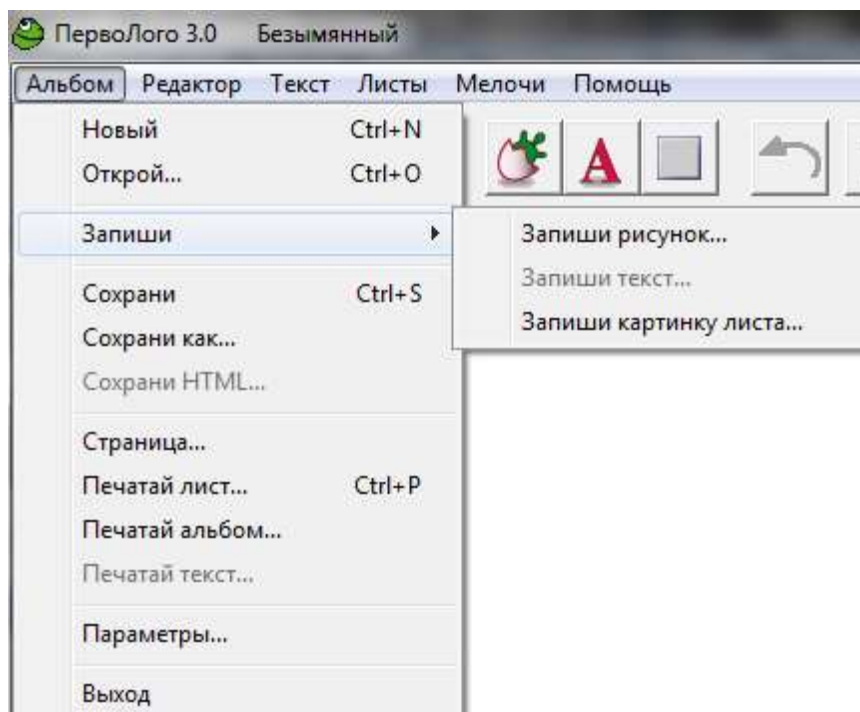 ПервоЛого 3.0 Безымянный
Альбом Редактор Текст Листы Мелочи Помощь
Новый Ctrl+N
Открой... Ctrl+O
A
Запиши
Запиши рисунок...
Запиши текст...
Запиши картинку листа...
Сохрани Ctrl+S
Сохрани как...
Сохрани HTML...
Страница...
Печатай лист... Ctrl+P
Печатай альбом...
Печатай текст...
Параметры...
Выход